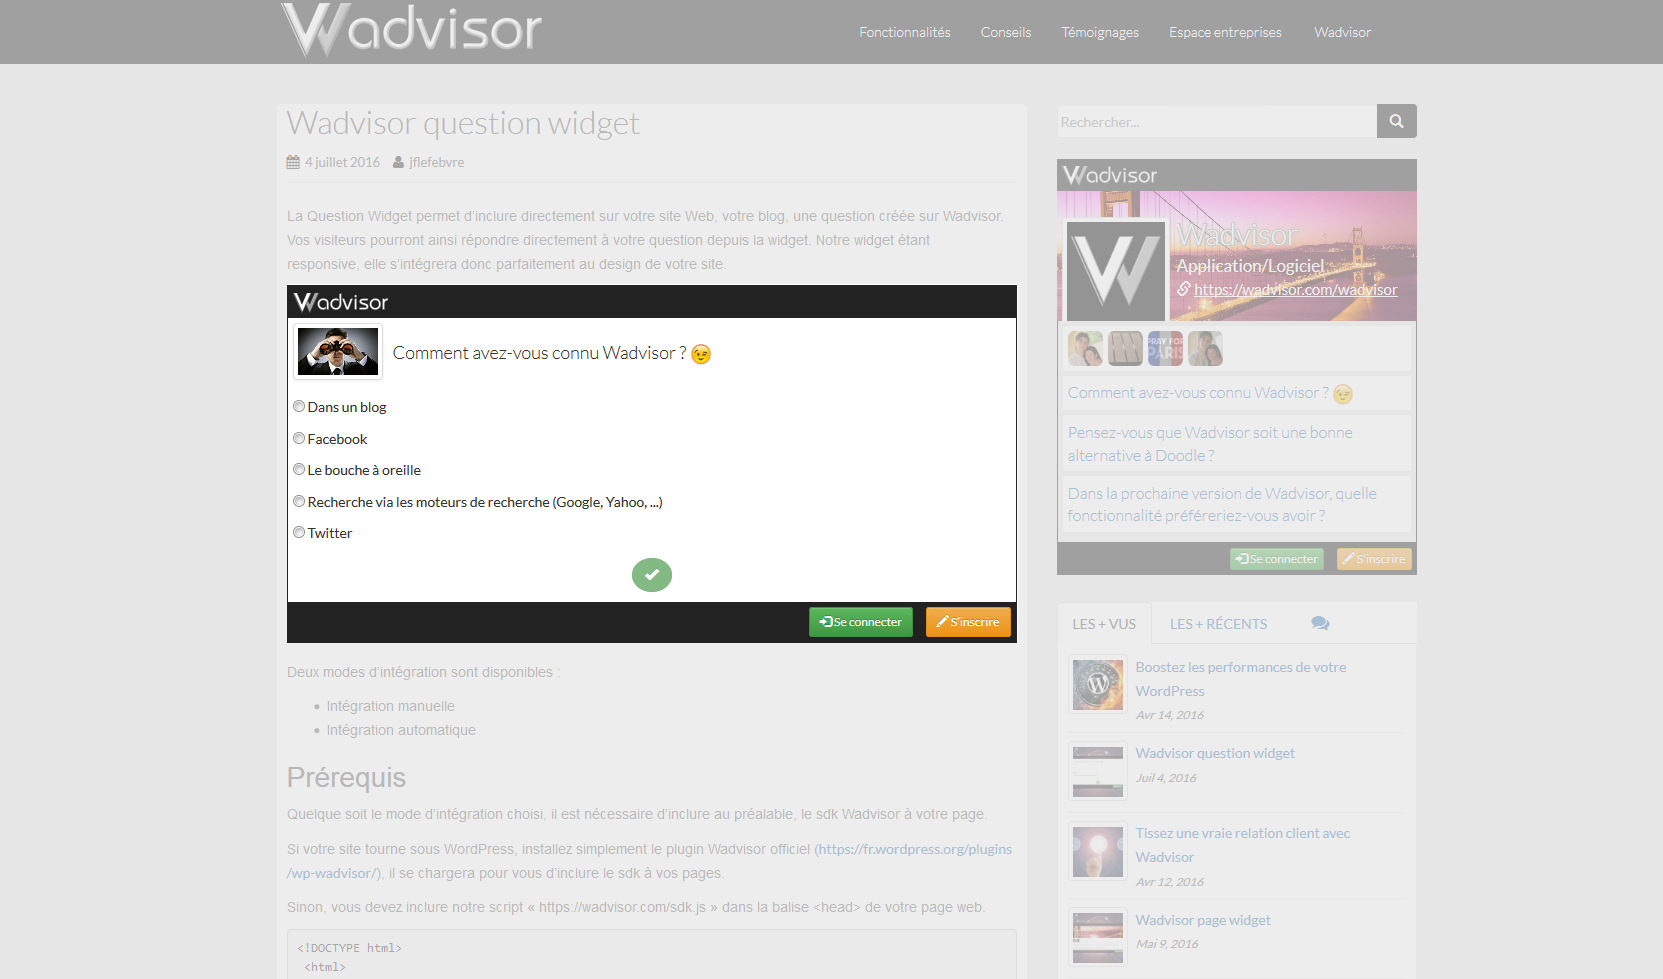 Wadvisor
Fonctionnalités Conseils Témoignages Espace entreprises Wadvisor
Wadvisor question widget
4 juillet 2016 jflefebvre
La Question Widget permet d'inclure directement sur votre site Web, votre blog, une question créée sur Wadvisor.
Vos visiteurs pourront ainsi répondre directement à votre question depuis la widget. Notre widget étant
responsive, elle s'intégrera donc parfaitement au design de votre site.
Wadvisor
Comment avez-vous connu Wadvisor ? 😉
Dans un blog
Facebook
Le bouche à oreille
Recherche via les moteurs de recherche (Google, Yahoo, ...)
Twitter
Se connecter S'inscrire
Deux modes d'intégration sont disponibles :
• Intégration manuelle
• Intégration automatique
Prérequis
Quelque soit le mode d'intégration choisi, il est nécessaire d'inclure au préalable, le sdk Wadvisor à votre page.
Si votre site tourne sous WordPress, installez simplement le plugin Wadvisor officiel (https://fr.wordpress.org/plugins
/wp-wadvisor/), il se chargera pour vous d'inclure le sdk à vos pages.
Sinon, vous devez inclure notre script « https://wadvisor.com/sdk.js » dans la balise <head> de votre page web.
<!DOCTYPE html>
<html>
Rechercher...
Wadvisor
Wadvisor
Application/Logiciel
https://wadvisor.com/wadvisor
PRAY FOR
PARIS
Comment avez-vous connu Wadvisor ? 😉
Pensez-vous que Wadvisor soit une bonne
alternative à Doodle ?
Dans la prochaine version de Wadvisor, quelle
fonctionnalité préféreriez-vous avoir ?
Se connecter S'inscrire
LES + VUS LES + RÉCENTS
Boostez les performances de votre
WordPress
Avr 14, 2016
Wadvisor question widget
Juil 4, 2016
Tissez une vraie relation client avec
Wadvisor
Avr 12, 2016
Wadvisor page widget
Mai 9, 2016